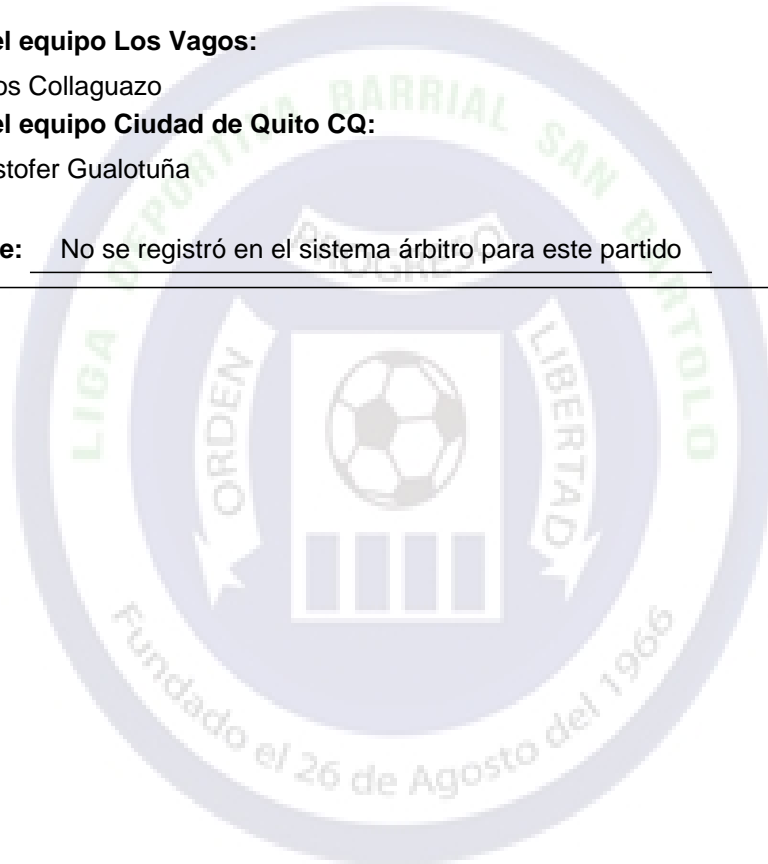 el equipo Los Vagos:
os Collaguazo
el equipo Ciudad de Quito CQ:
stofer Gualotuña
e: No se registró en el sistema árbitro para este partido
LIGA DEPORTIVA BARRIAL SAN BARTOLO
PROGRESO
ORDEN
LIBERTAD
Fundado el 26 de Agosto del 1966